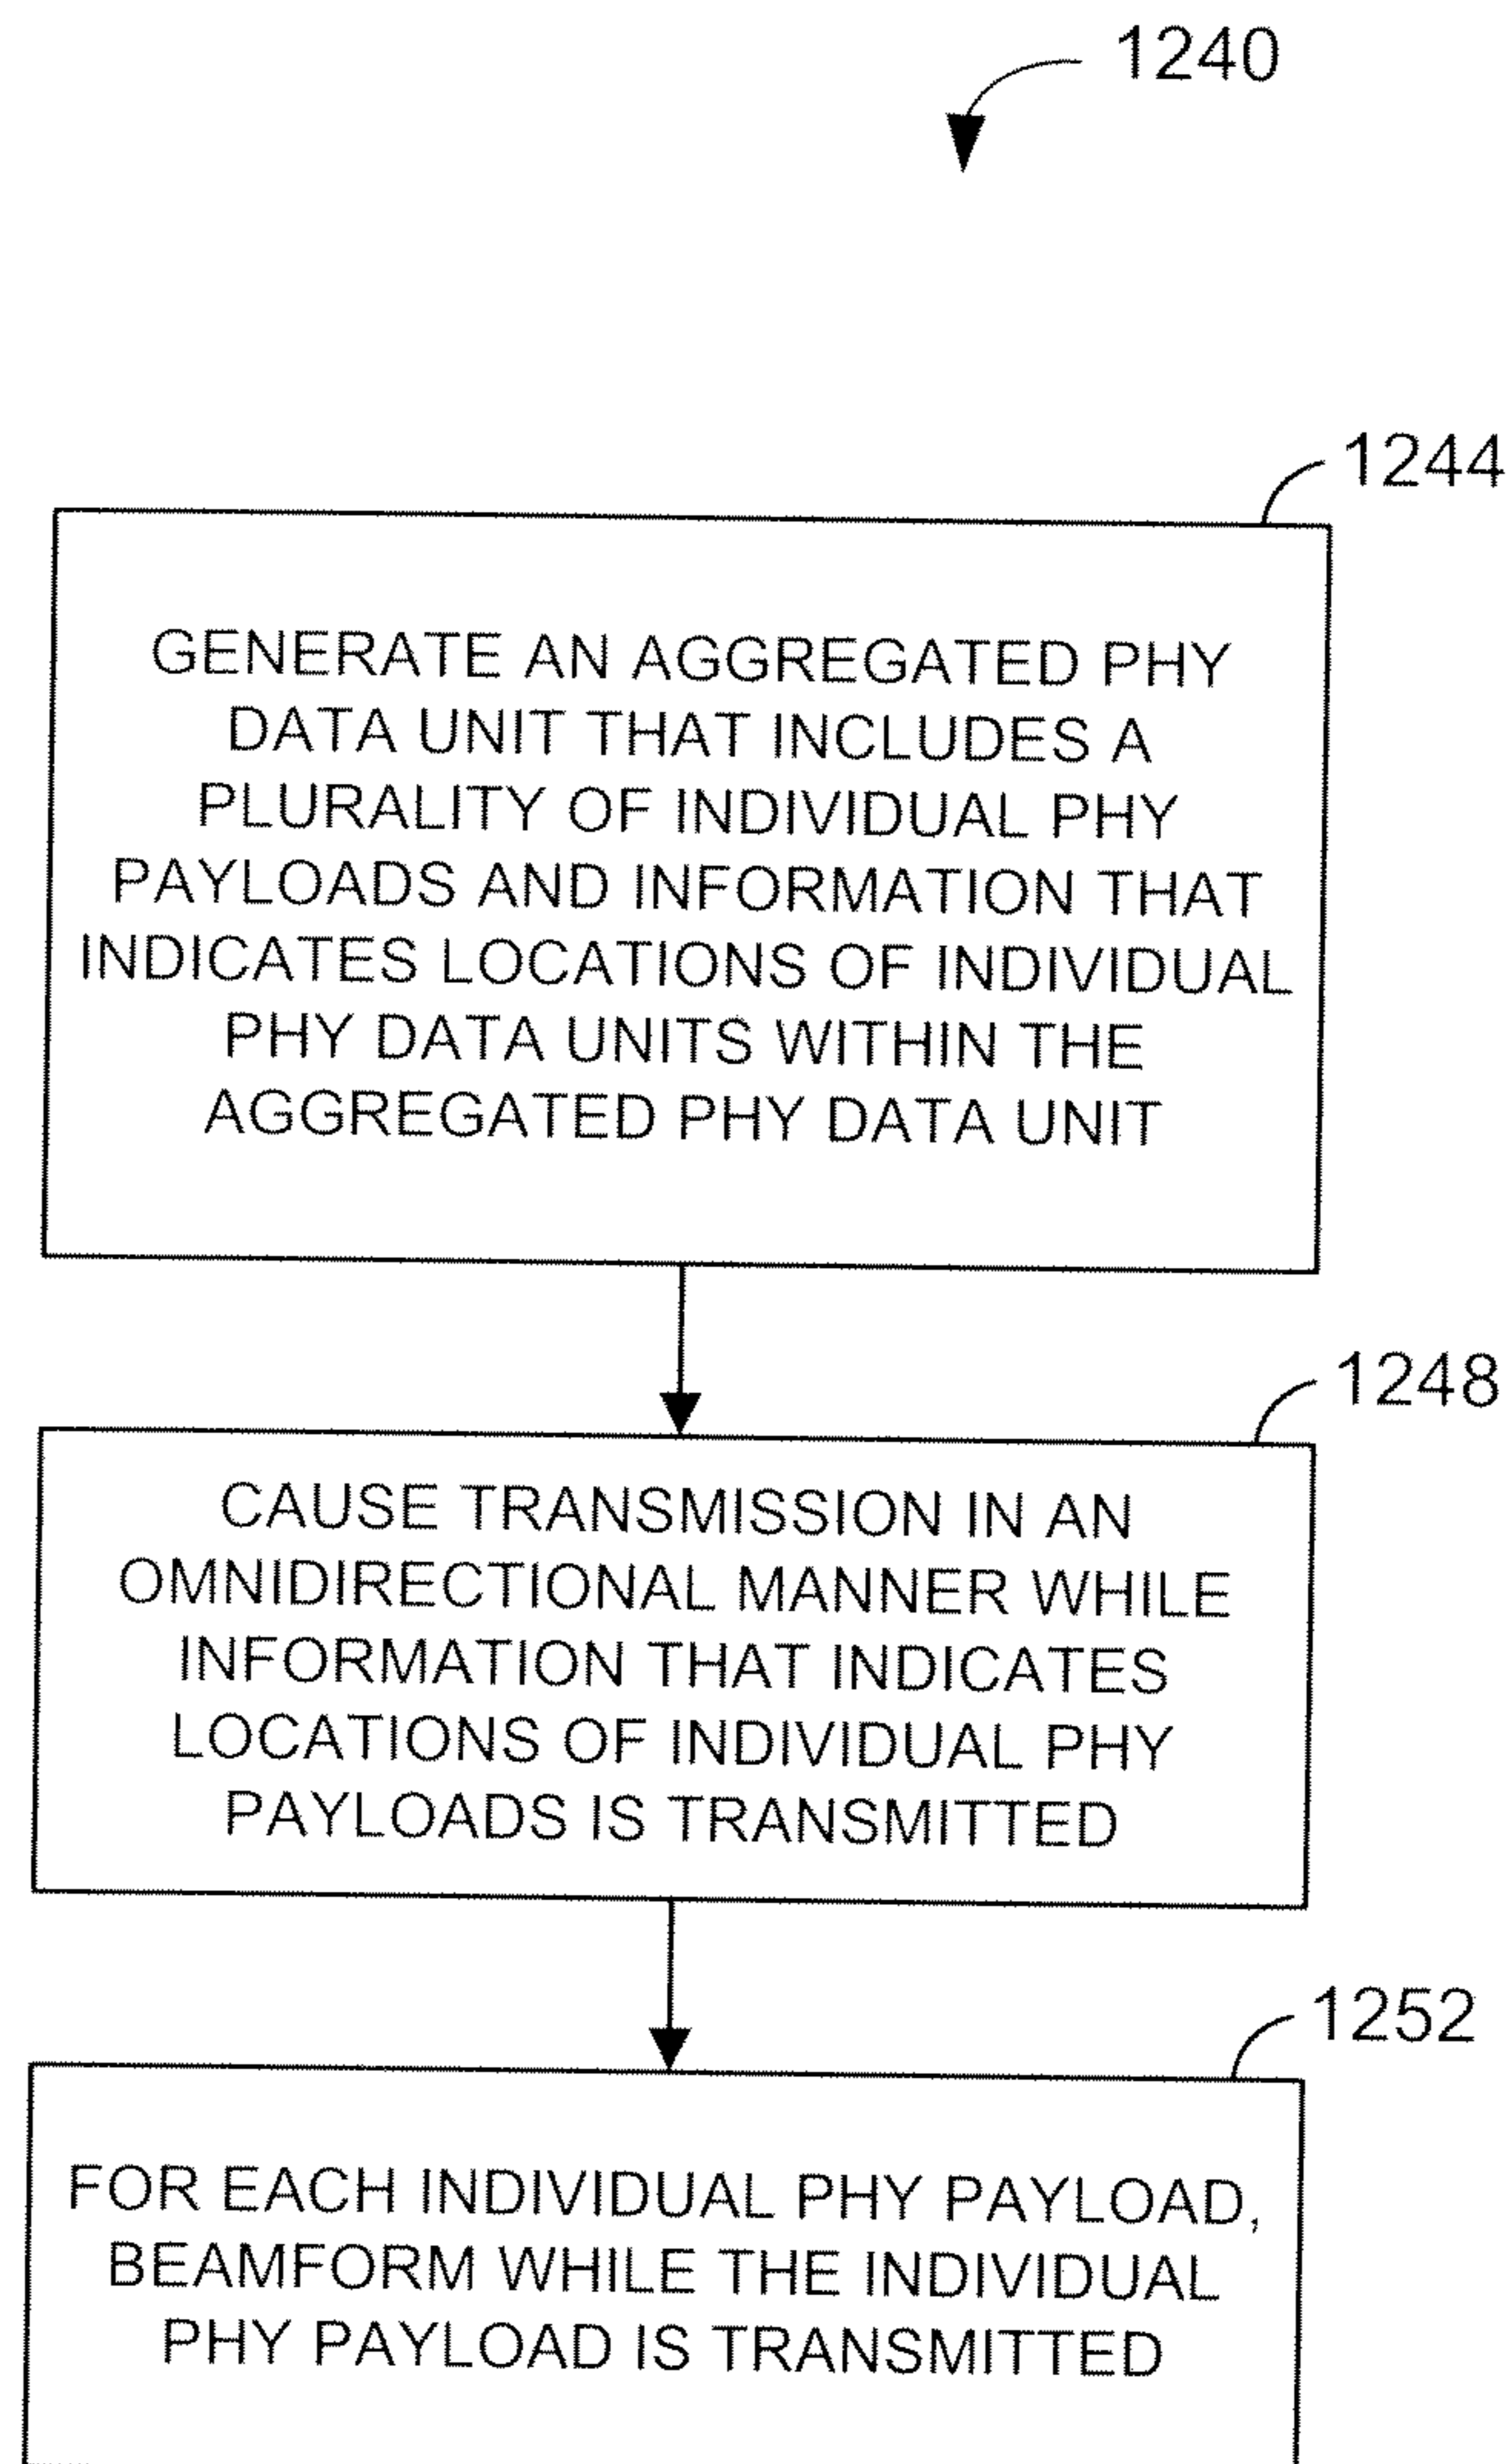 1240
1244
GENERATE AN AGGREGATED PHY
DATA UNIT THAT INCLUDES A
PLURALITY OF INDIVIDUAL PHY
PAYLOADS AND INFORMATION THAT
INDICATES LOCATIONS OF INDIVIDUAL
PHY DATA UNITS WITHIN THE
AGGREGATED PHY DATA UNIT
1248
CAUSE TRANSMISSION IN AN
OMNIDIRECTIONAL MANNER WHILE
INFORMATION THAT INDICATES
LOCATIONS OF INDIVIDUAL PHY
PAYLOADS IS TRANSMITTED
1252
FOR EACH INDIVIDUAL PHY PAYLOAD,
BEAMFORM WHILE THE INDIVIDUAL
PHY PAYLOAD IS TRANSMITTED